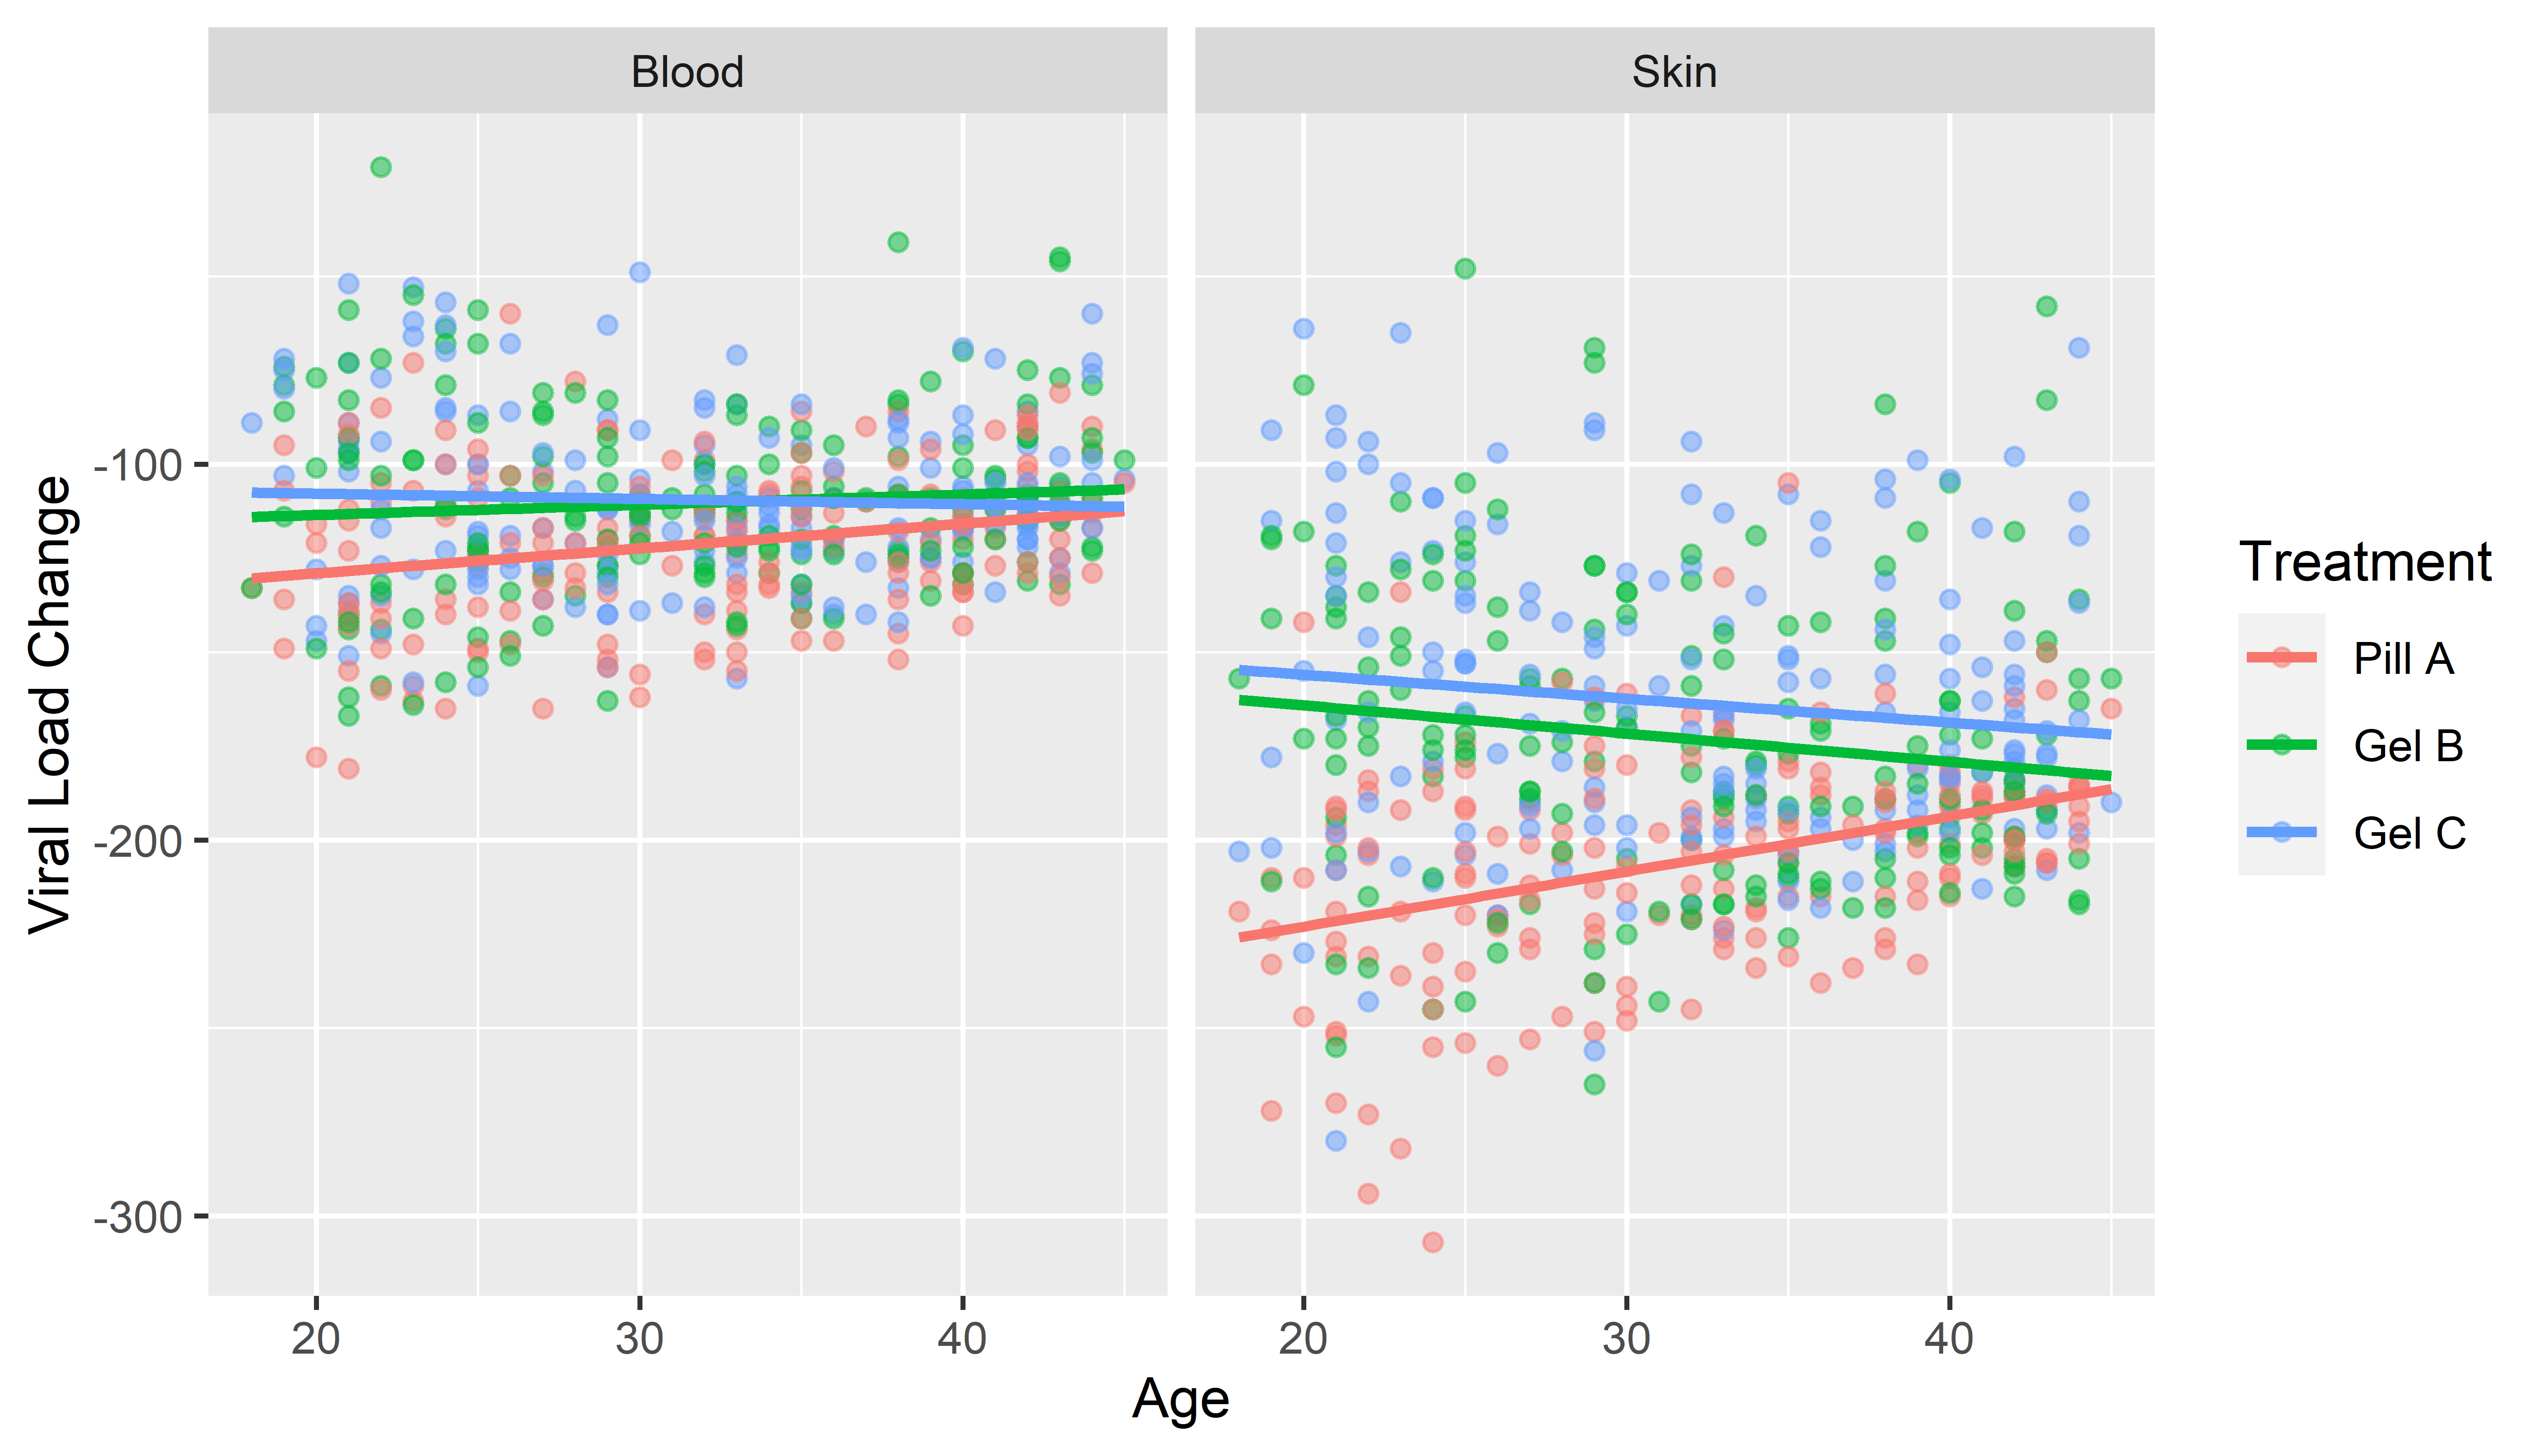 Blood
Skin
Viral Load Change
-100
-200
-300
20
30
40
20
30
40
Age
Treatment
Pill A
Gel B
Gel C